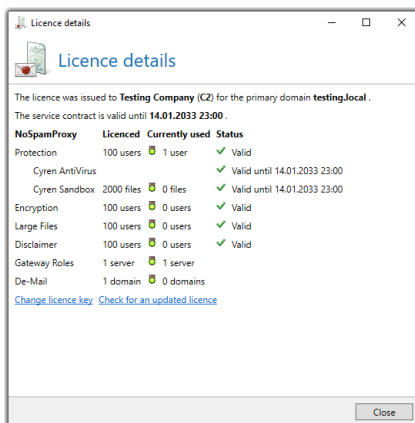 Licence details
Licence details
The licence was issued to Testing Company (C2) for the primary domain testing.local .
The service contract is valid until 14.01.2033 23:00 .
NoSpamProxy Licenced Currently used Status
Protection 100 users 1 user Valid
Cyren AntiVirus Valid until 14.01.2033 23:00
Cyren Sandbox 2000 files 0 files Valid until 14.01.2033 23:00
Encryption 100 users 0 users Valid
Large Files 100 users 0 users Valid
Disclaimer 100 users 0 users Valid
Gateway Roles 1 server 1 server
De-Mail 1 domain 0 domains
Change licence key Check for an updated licence
Close